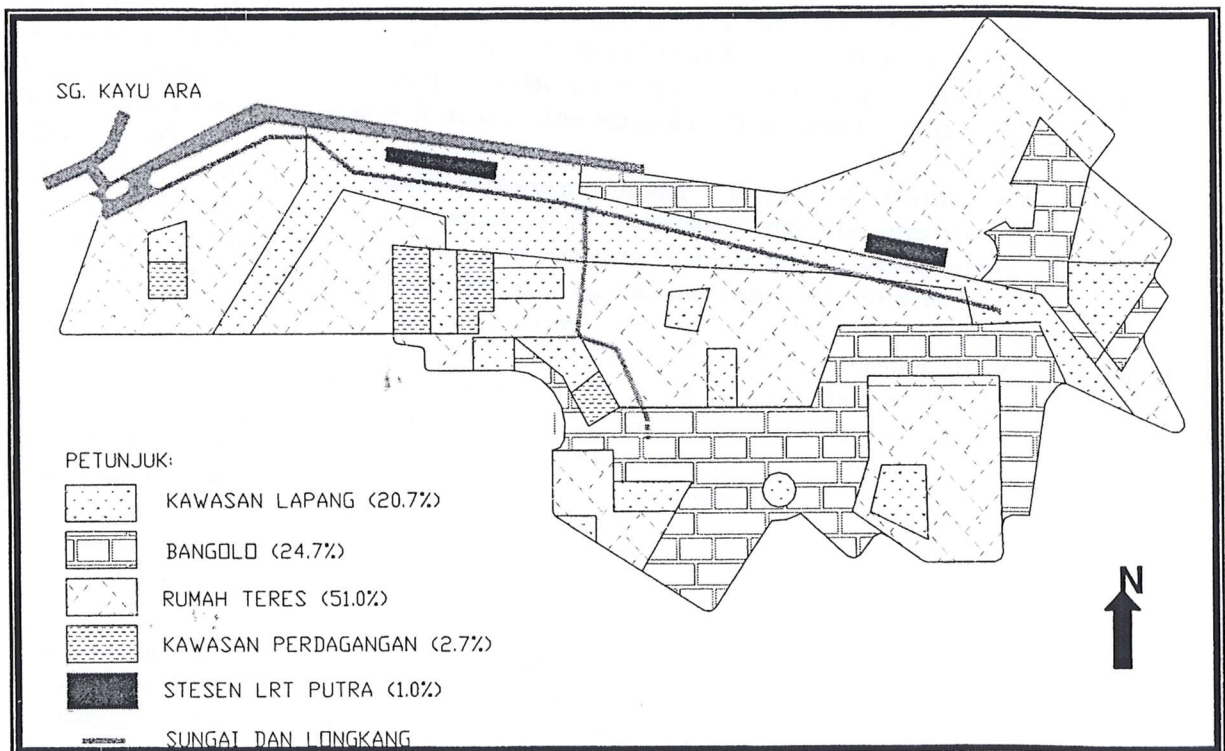 SG. KAYU ARA
PETUNJUK:
KAWASAN LAPANG (20.7%)
BANGOLO (24.7%)
RUMAH TERES (51.0%)
KAWASAN PERDAGANGAN (2.7%)
STESEN LRT PUTRA (1.0%)
SUNGAI DAN LONGKANG
N